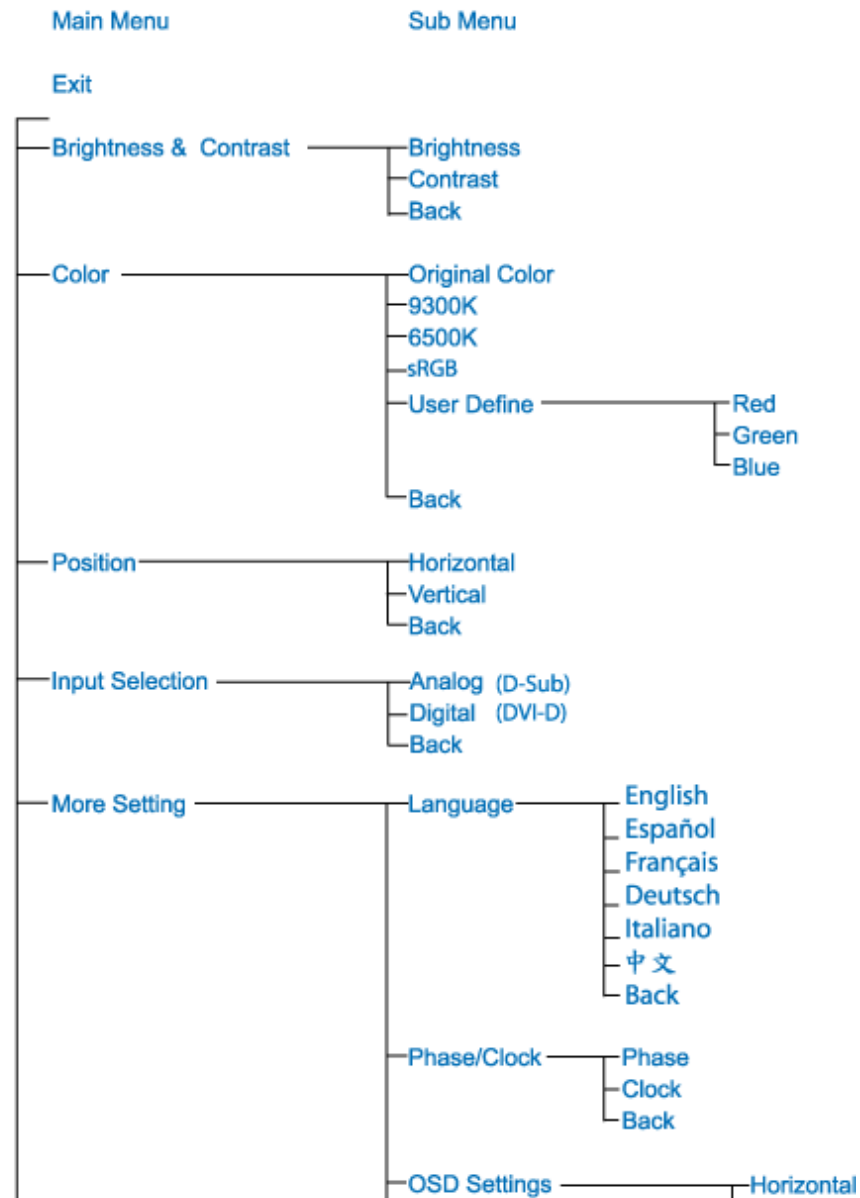 Main Menu Sub Menu
Exit
Brightness & Contrast Brightness
Contrast
Back
Color Original Color
9300K
6500K
sRGB
User Define Red
Green
Blue
Back
Position Horizontal
Vertical
Back
Input Selection Analog (D-Sub)
Digital (DVI-D)
Back
More Setting Language English
Español
Français
Deutsch
Italiano
中文
Back
Phase/Clock Phase
Clock
Back
OSD Settings Horizontal